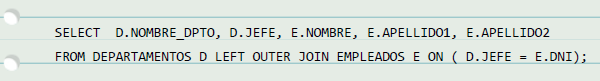 SELECT  D.NOMBRE_DPTO, D.JEFE, E.NOMBRE, E.APELLIDO1, E.APELLIDO2
FROM DEPARTAMENTOS D LEFT OUTER JOIN EMPLEADOS E ON ( D.JEFE = E.DNI);